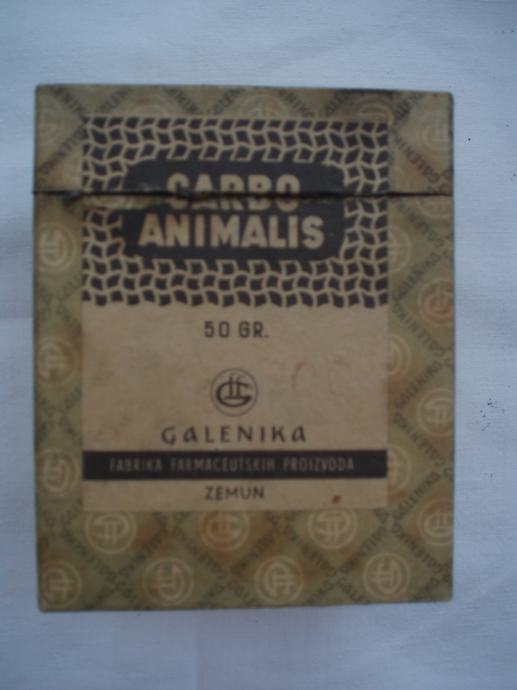 CARBO
ANIMALIS
50 GR.
GALENIKA
FABRIKA FARMACEUTSKIH PROIZVODA
ZEMUN